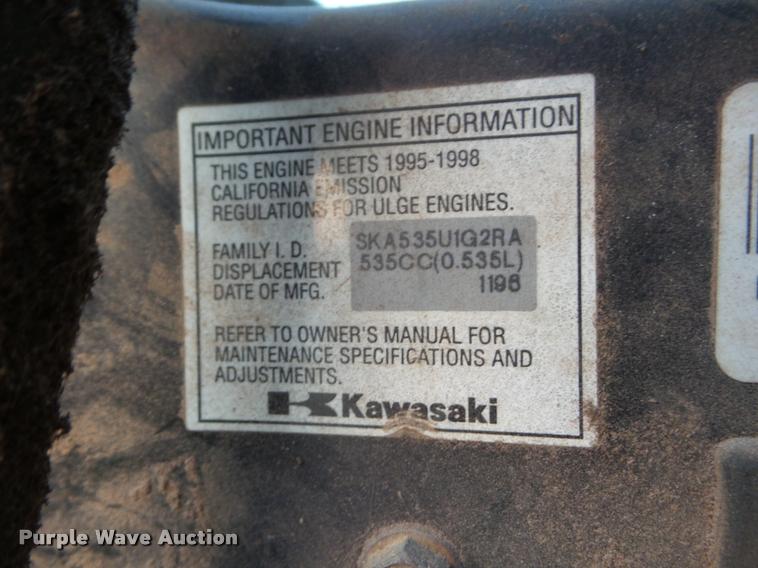 IMPORTANT ENGINE INFORMATION
THIS ENGINE MEETS 1995-1998
CALIFORNIA EMISSION
REGULATIONS FOR ULGE ENGINES.
FAMILY I. D. SKA535U1G2RA
DISPLACEMENT 535CC(0.535L)
DATE OF MFG. 1196
REFER TO OWNER'S MANUAL FOR
MAINTENANCE SPECIFICATIONS AND
ADJUSTMENTS.
Kawasaki
Purple Wave Auction